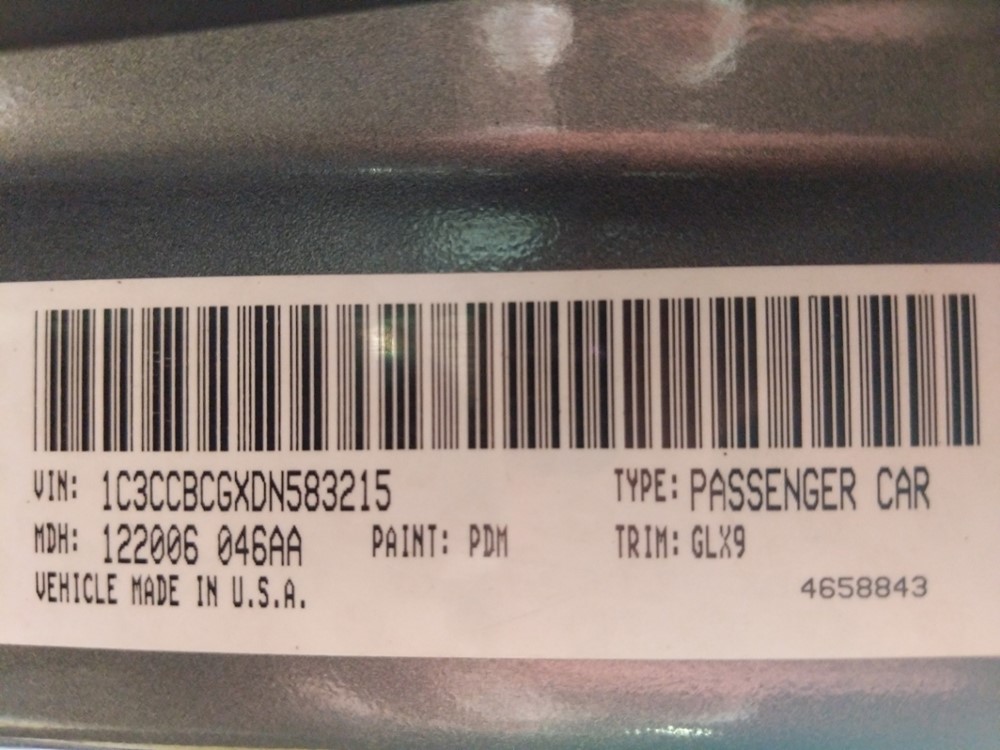 VIN: 1C3CCBCGXDN583215 TYPE: PASSENGER CAR
MDH: 122006 046AA PAINT: PDM TRIM: GLX9
VEHICLE MADE IN U.S.A. 4658843